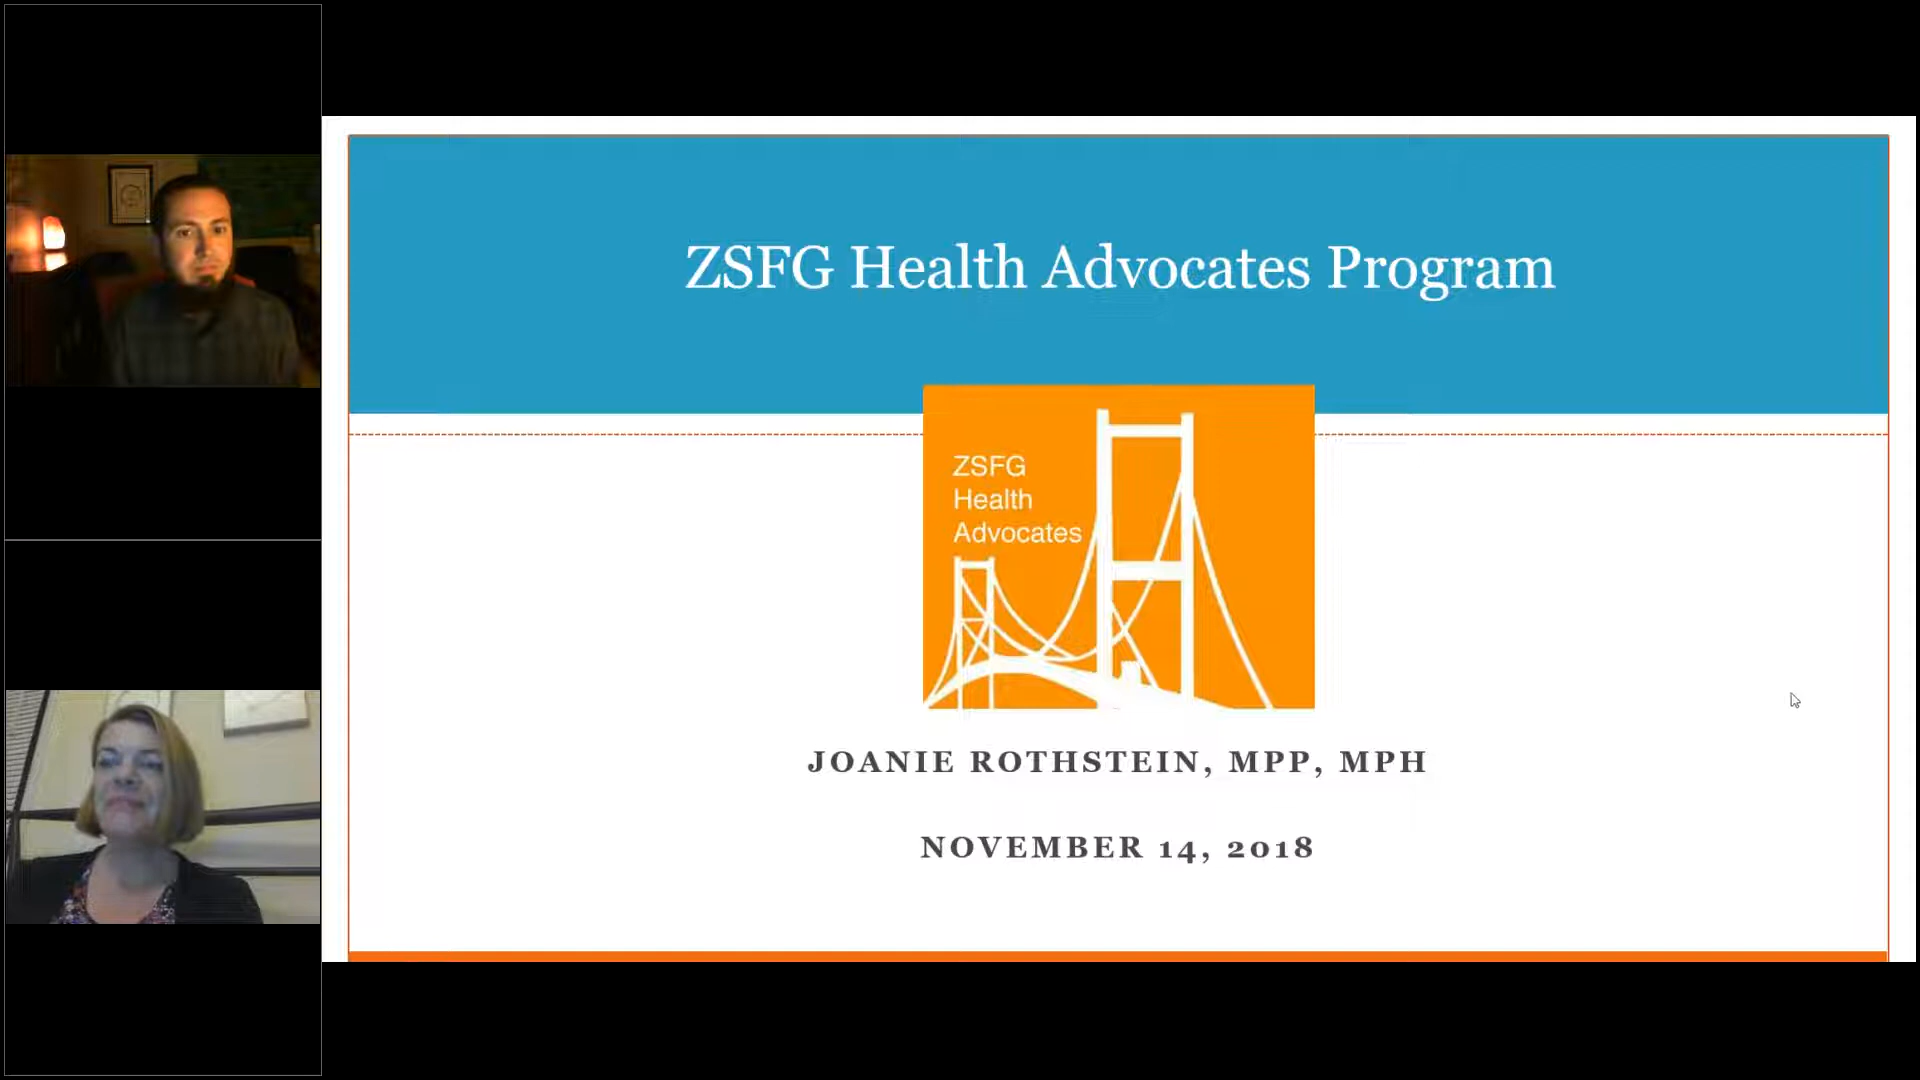 ZSFG Health Advocates Program
ZSFG
Health
Advocates
JOANIE ROTHSTEIN, MPP, MPH
NOVEMBER 14, 2018